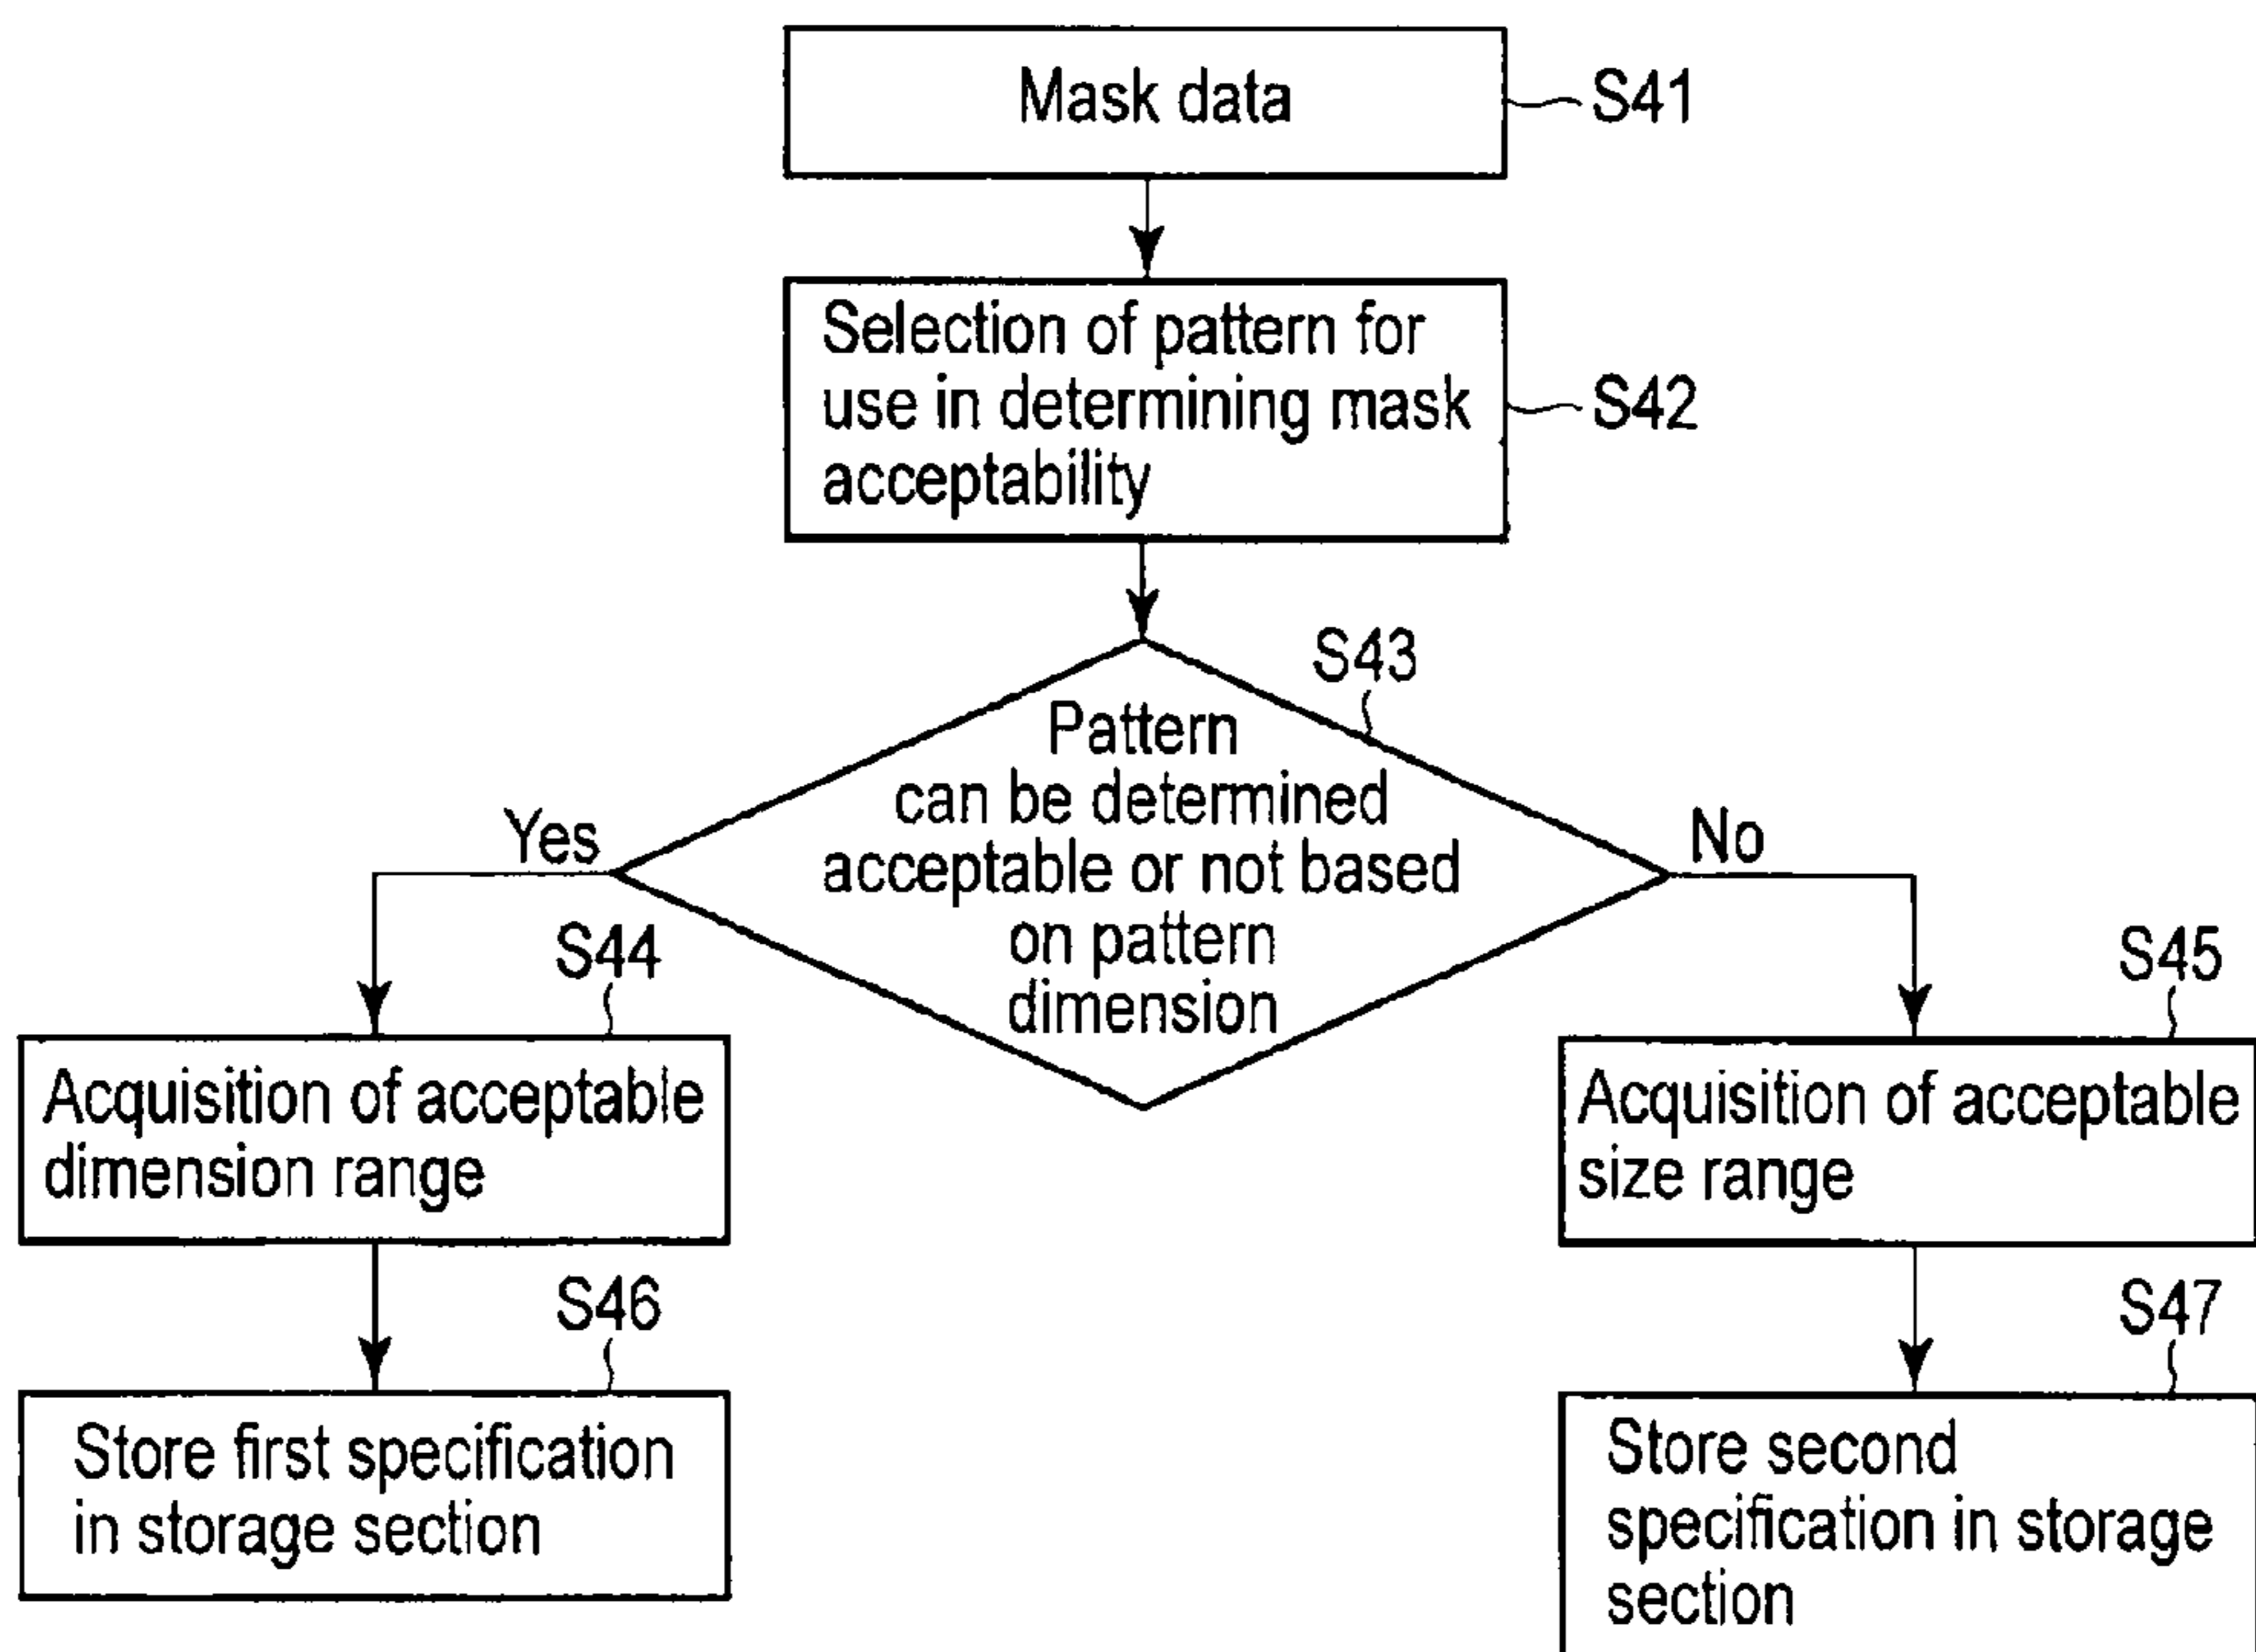 Mask data
S41
Selection of pattern for
use in determining mask
acceptability
S42
S43
Pattern
can be determined
acceptable or not based
on pattern
dimension
Yes
No
S44
Acquisition of acceptable
dimension range
S45
Acquisition of acceptable
size range
S46
Store first specification
in storage section
S47
Store second
specification in storage
section